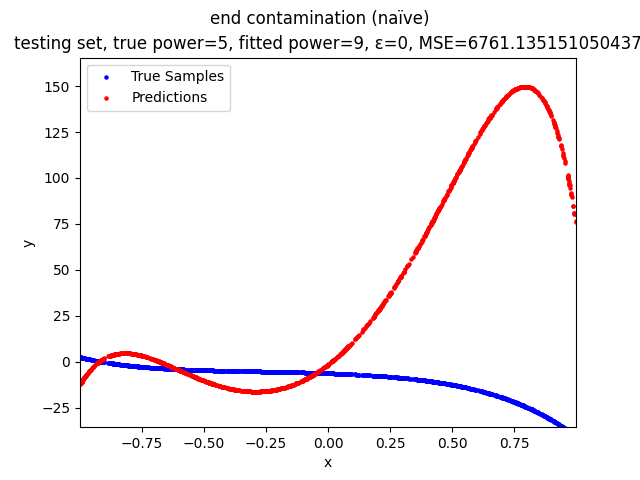 end contamination (naïve)
testing set, true power=5, fitted power=9, ε=0, MSE=6761.135151050437
True Samples
Predictions
150
125
100
75
50
25
0
−25
y
−0.75 −0.50 −0.25 0.00 0.25 0.50 0.75
x